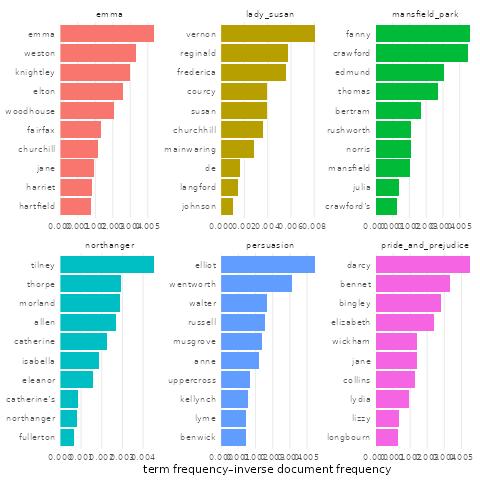 emma
emma
weston
knightley
elton
woodhouse
fairfax
churchill
jane
harriet
hartfield
lady_susan
vernon
reginald
frederica
courcy
susan
churchhill
mainwaring
de
langford
johnson
mansfield_park
fanny
crawford
edmund
thomas
bertram
rushworth
norris
mansfield
julia
crawford's
northanger
tilney
thorpe
morland
allen
catherine
isabella
eleanor
catherine's
northanger
fullerton
persuasion
elliot
wentworth
walter
russell
musgrove
anne
uppercross
kellynch
lyme
benwick
pride_and_prejudice
darcy
bennet
bingley
elizabeth
wickham
jane
collins
lydia
lizzy
longbourn
term frequency–inverse document frequency